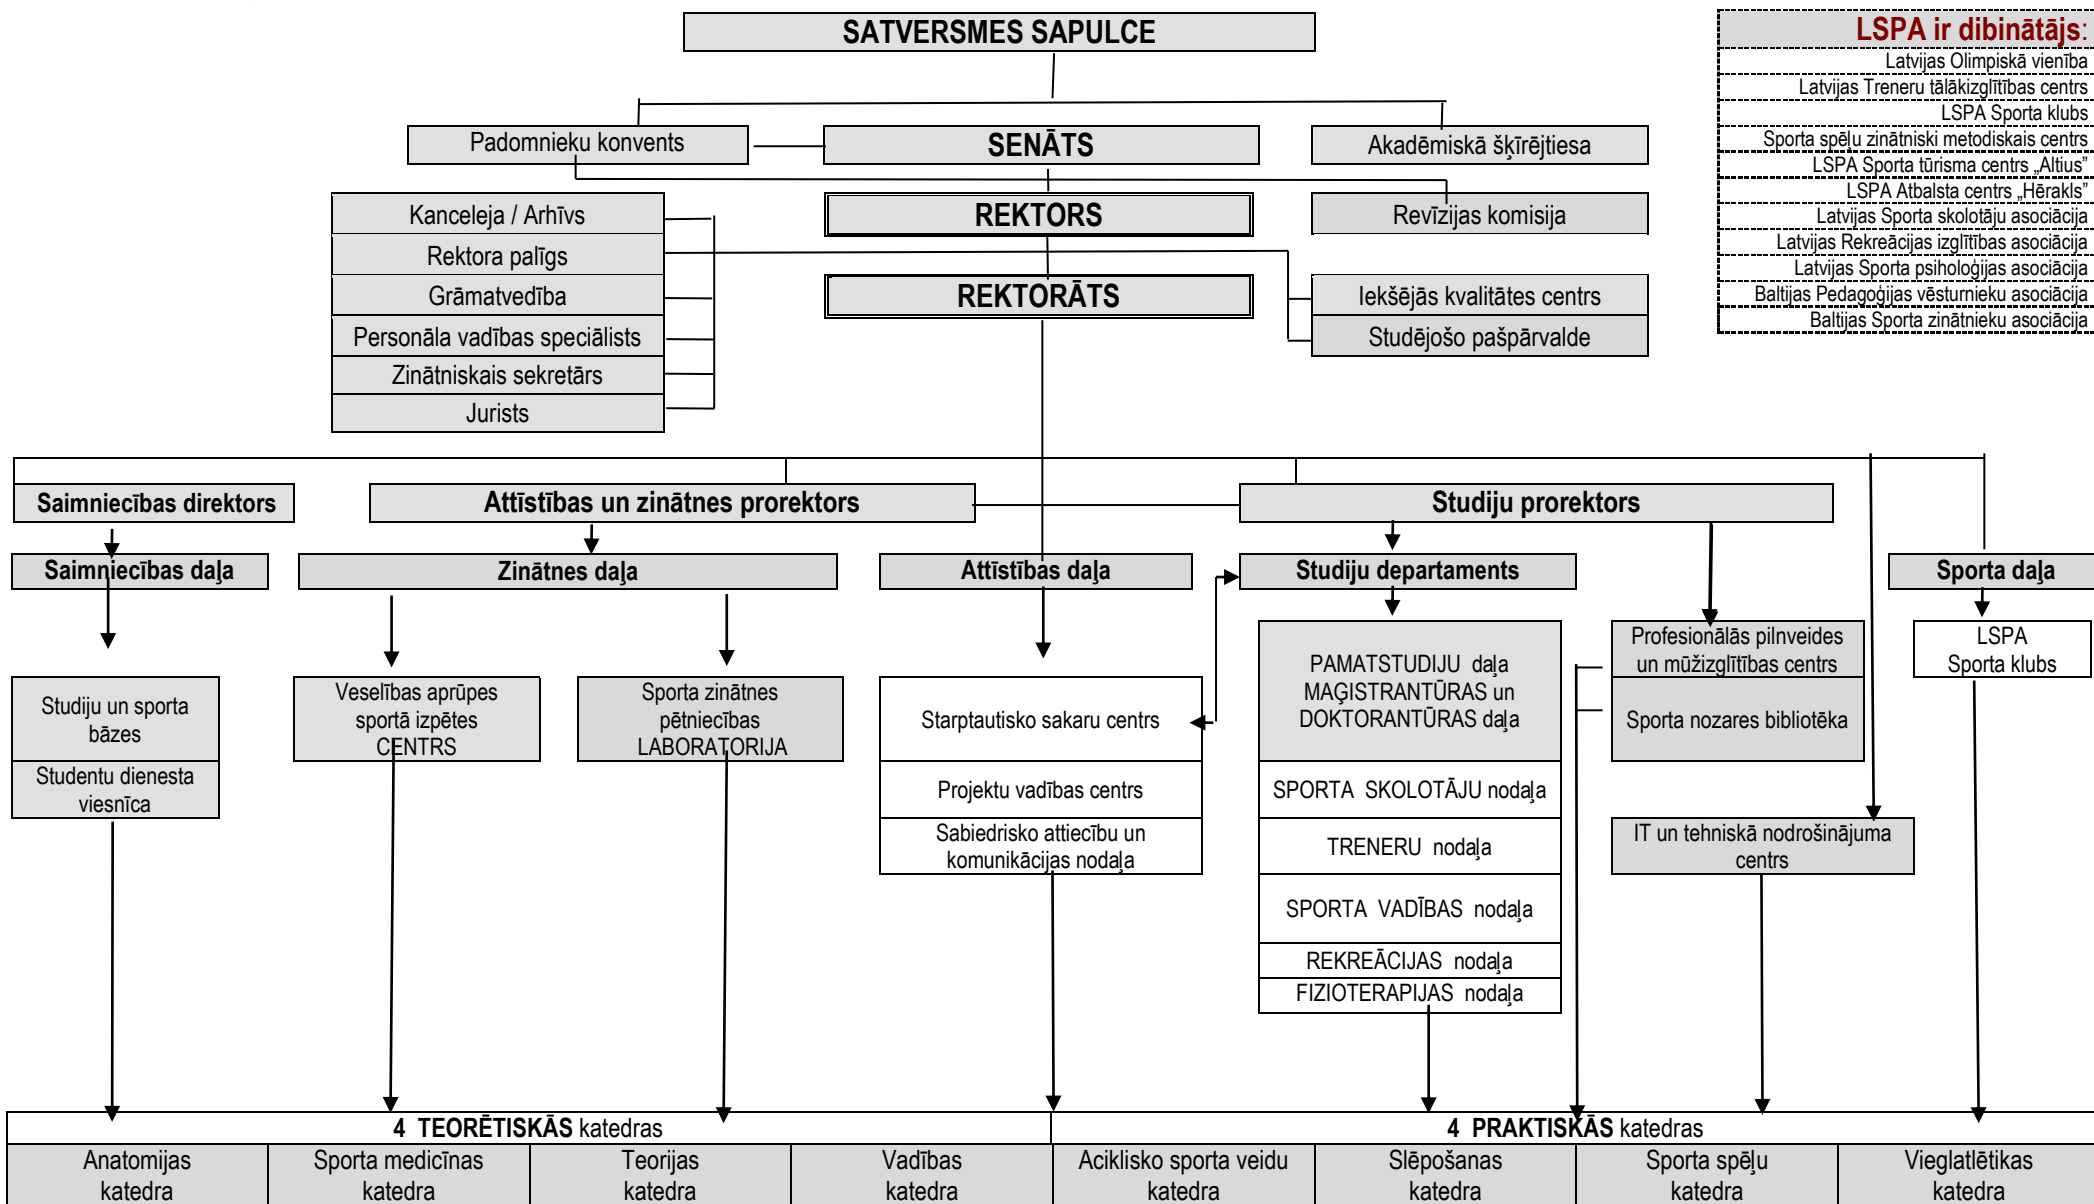 SATVERSMES SAPULCE
LSPA ir dibinātājs:
Latvijas Olimpiskā vienība
Latvijas Treneru tālākizglītības centrs
LSPA Sporta klubs
Sporta spēļu zinātniski metodiskais centrs
LSPA Sporta tūrisma centrs „Altius”
LSPA Atbalsta centrs „Hērakls”
Latvijas Sporta skolotāju asociācija
Latvijas Rekreācijas izglītības asociācija
Latvijas Sporta psiholoģijas asociācija
Baltijas Pedagoģijas vēsturnieku asociācija
Baltijas Sporta zinātnieku asociācija
Padomnieku konvents
SENĀTS
Akadēmiskā šķīrējtiesa
Kanceleja / Arhīvs
Rektora palīgs
Grāmatvedība
Personāla vadības speciālists
Zinātniskais sekretārs
Jurists
REKTORS
REKTORĀTS
Revīzijas komisija
Iekšējās kvalitātes centrs
Studējošo pašpārvalde
Saimniecības direktors
Attīstības un zinātnes prorektors
Studiju prorektors
Saimniecības daļa
Zinātnes daļa
Attīstības daļa
Studiju departaments
Sporta daļa
Studiju un sporta
bāzes
Studentu dienesta
viesnīca
Veselības aprūpes
sportā izpētes
CENTRS
Sporta zinātnes
pētniecības
LABORATORIJA
Starptautisko sakaru centrs
Projektu vadības centrs
Sabiedrisko attiecību un
komunikācijas nodaļa
PAMATSTUDIJU daļa
MAĢISTRANTŪRAS un
DOKTORANTŪRAS daļa
SPORTA SKOLOTĀJU nodaļa
TRENERU nodaļa
SPORTA VADĪBAS nodaļa
REKREĀCIJAS nodaļa
FIZIOTERAPIJAS nodaļa
Profesionālās pilnveides
un mūžizglītības centrs
Sporta nozares bibliotēka
IT un tehniskā nodrošinājuma
centrs
LSPA
Sporta klubs
4 TEORĒTISKĀS katedras
4 PRAKTISKĀS katedras
Anatomijas
katedra
Sporta medicīnas
katedra
Teorijas
katedra
Vadības
katedra
Aciklisko sporta veidu
katedra
Slēpošanas
katedra
Sporta spēļu
katedra
Vieglatlētikas
katedra